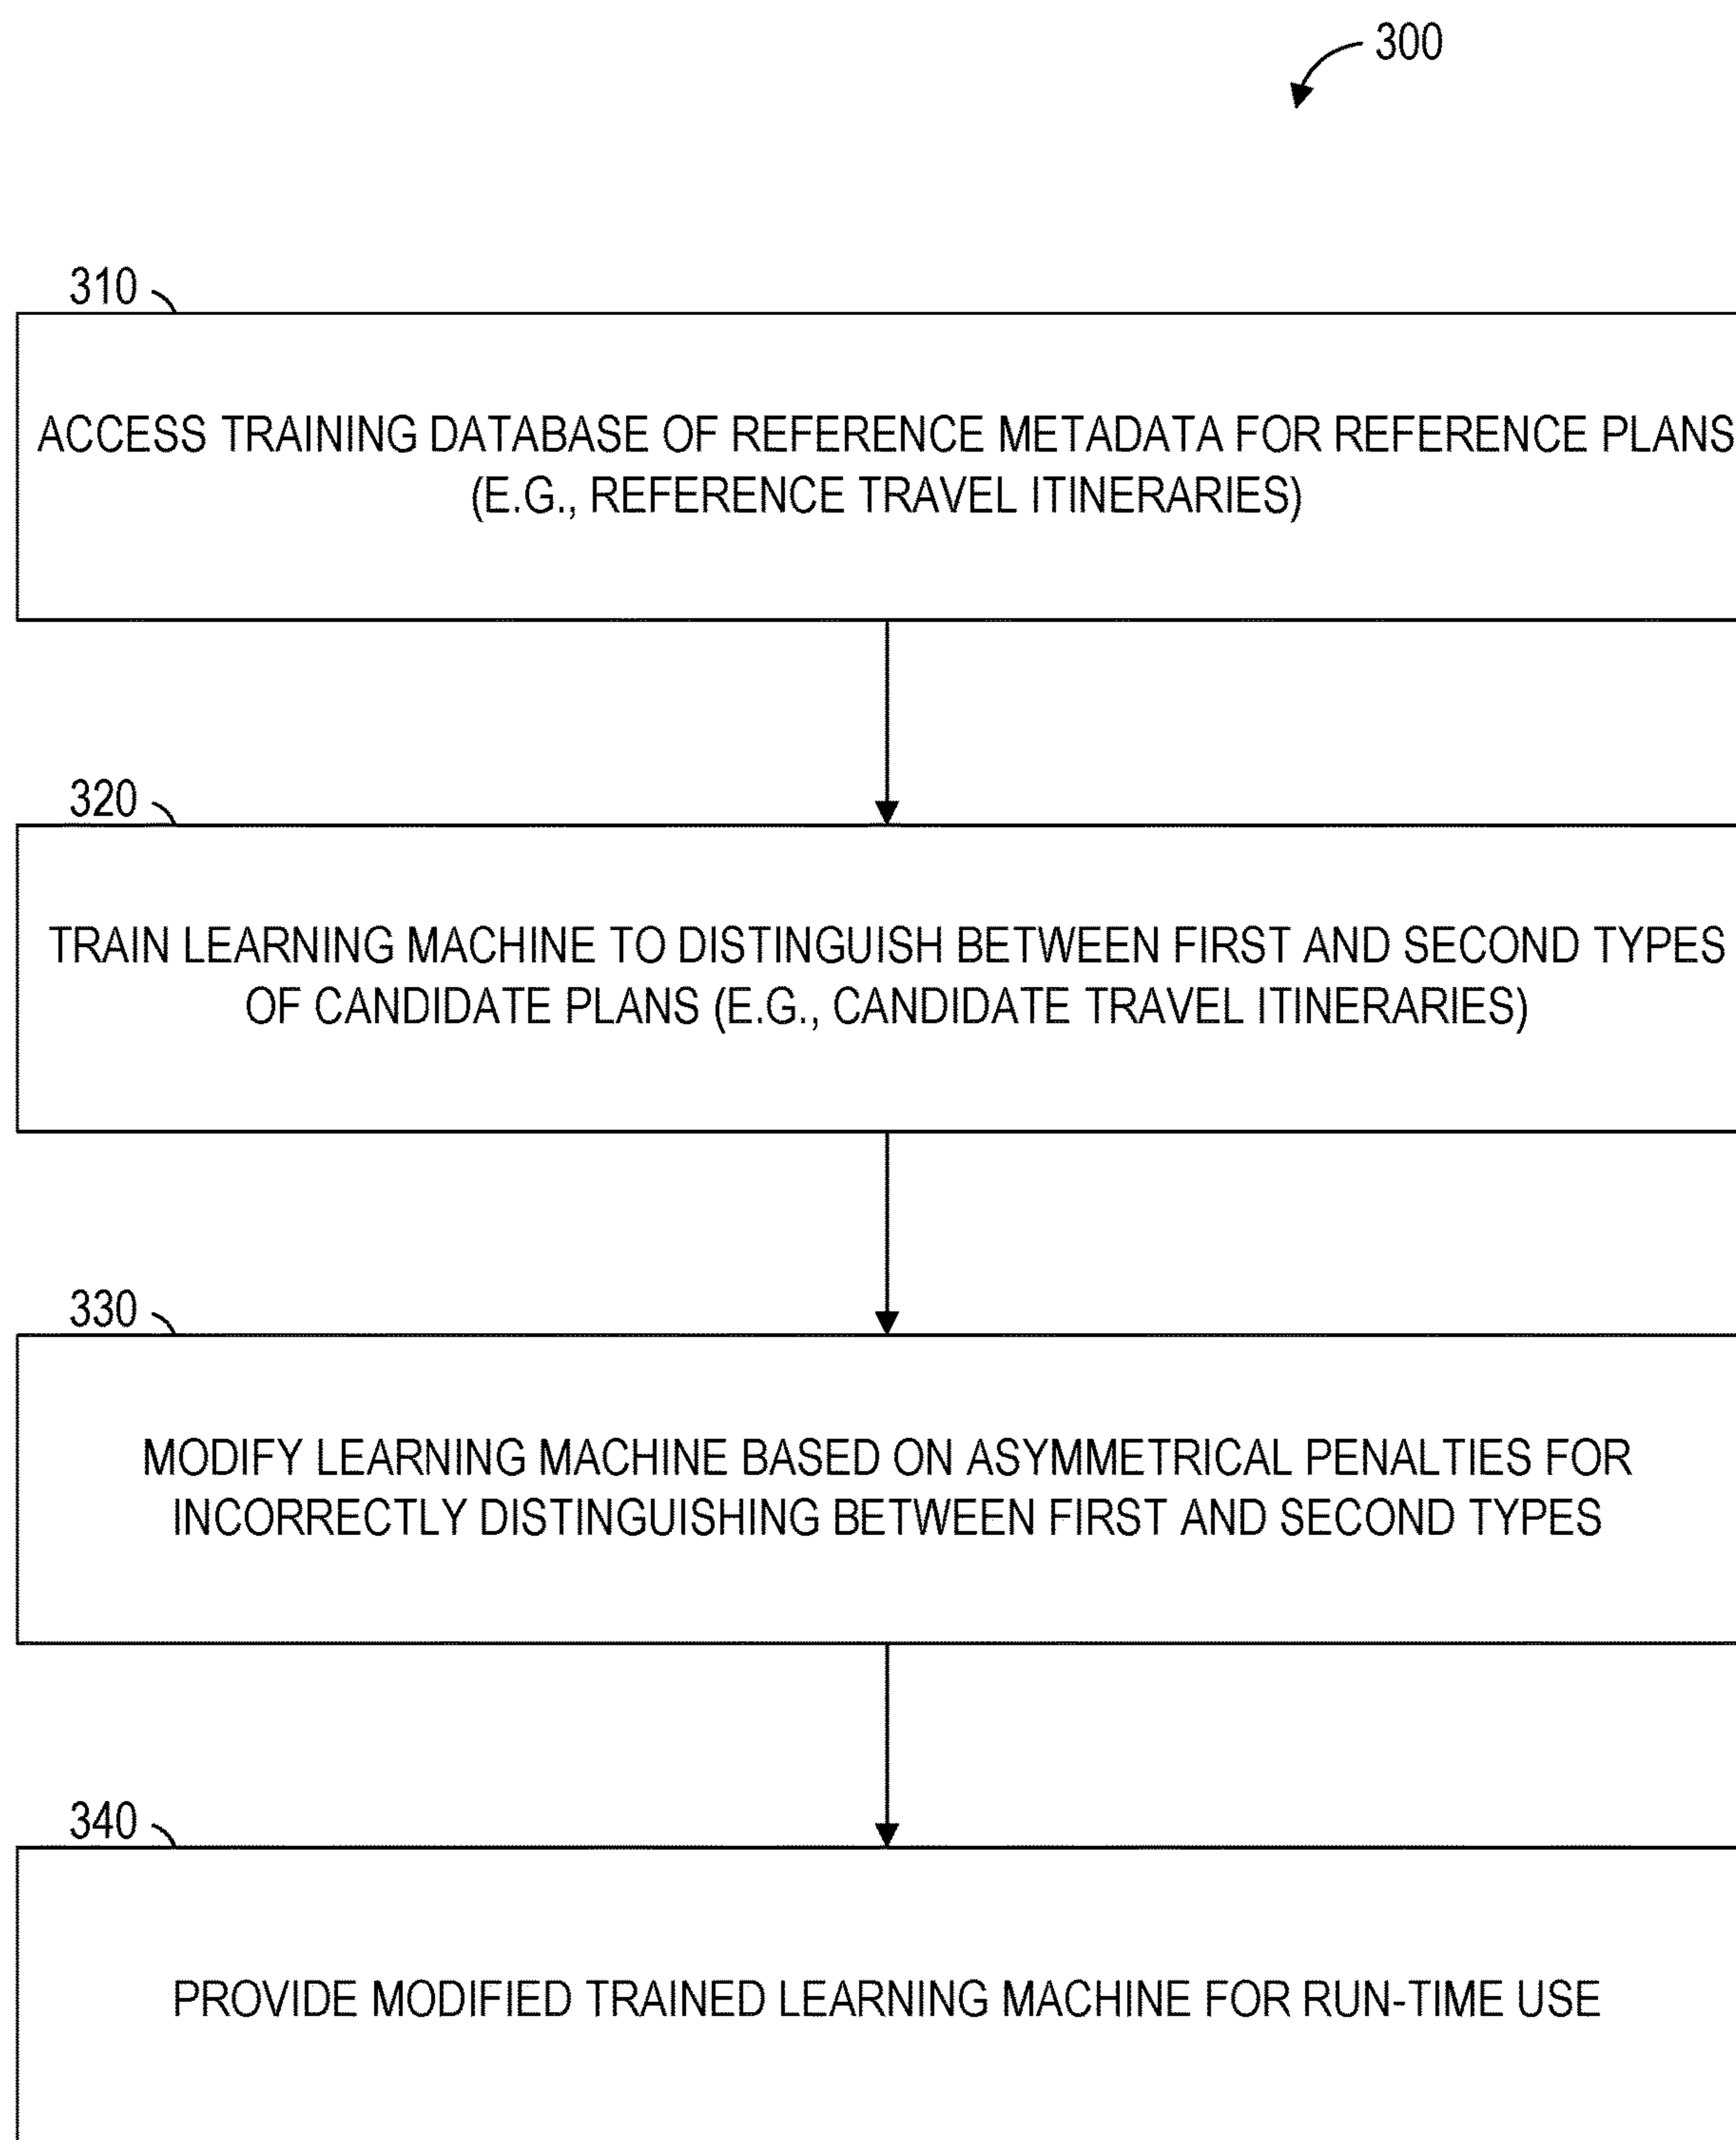 300
310
ACCESS TRAINING DATABASE OF REFERENCE METADATA FOR REFERENCE PLANS
(E.G., REFERENCE TRAVEL ITINERARIES)
320
TRAIN LEARNING MACHINE TO DISTINGUISH BETWEEN FIRST AND SECOND TYPES
OF CANDIDATE PLANS (E.G., CANDIDATE TRAVEL ITINERARIES)
330
MODIFY LEARNING MACHINE BASED ON ASYMMETRICAL PENALTIES FOR
INCORRECTLY DISTINGUISHING BETWEEN FIRST AND SECOND TYPES
340
PROVIDE MODIFIED TRAINED LEARNING MACHINE FOR RUN-TIME USE